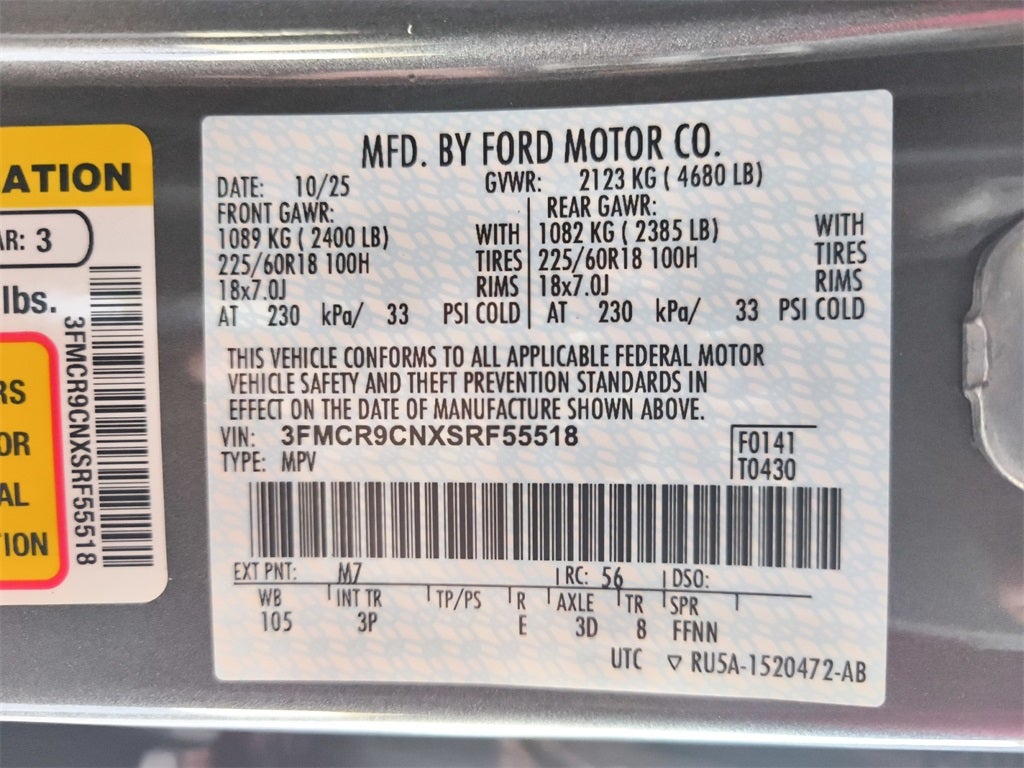 ATION
AR: 3
lbs.
RS
OR
AL
ION
3FMCR9CNXSRF55518
MFD. BY FORD MOTOR CO.
DATE: 10/25 GVWR: 2123 KG ( 4680 LB)
FRONT GAWR: REAR GAWR:
1089 KG ( 2400 LB) WITH 1082 KG ( 2385 LB) WITH
225/60R18 100H TIRES 225/60R18 100H TIRES
18x7.0J RIMS 18x7.0J RIMS
AT 230 kPa/ 33 PSI COLD AT 230 kPa/ 33 PSI COLD
THIS VEHICLE CONFORMS TO ALL APPLICABLE FEDERAL MOTOR
VEHICLE SAFETY AND THEFT PREVENTION STANDARDS IN
EFFECT ON THE DATE OF MANUFACTURE SHOWN ABOVE.
VIN: 3FMCR9CNXSRF55518 F0141
TYPE: MPV T0430
EXT PNT: M7 RC: 56 DSO:
WB INT TR TP/PS R AXLE TR SPR
105 3P E 3D 8 FFNN
UTC ▽ RU5A-1520472-AB